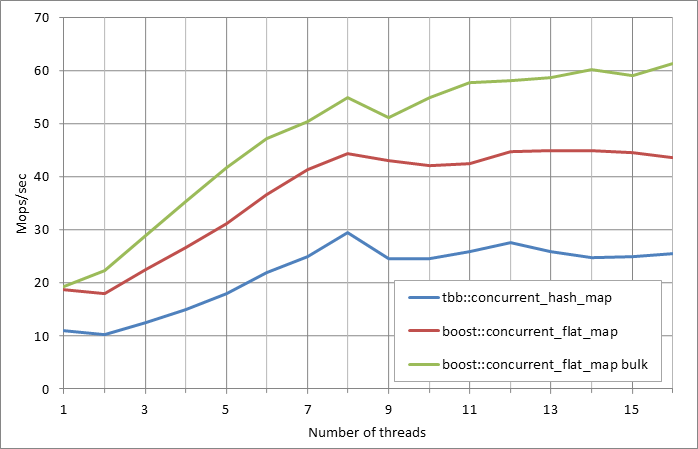 70
60
50
40
30
20
10
0
Mops/sec
tbb::concurrent_hash_map
boost::concurrent_flat_map
boost::concurrent_flat_map bulk
1 3 5 7 9 11 13 15
Number of threads